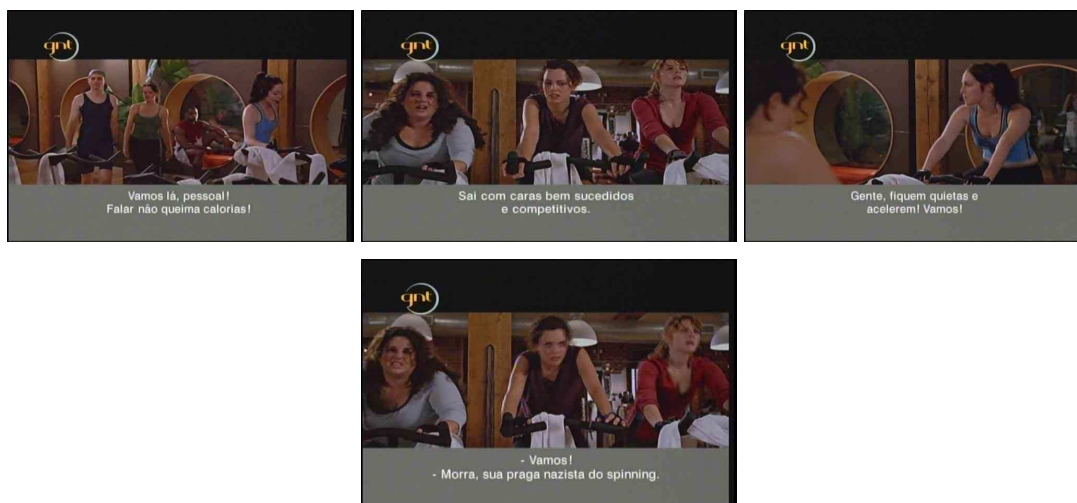 gnt
Vamos lá, pessoal!
Falar não queima calorias!
gnt
Sai com caras bem sucedidos
e competitivos.
gnt
Gente, fiquem quietas e
acelerem! Vamos!
gnt
- Vamos!
- Morra, sua praga nazista do spinning.